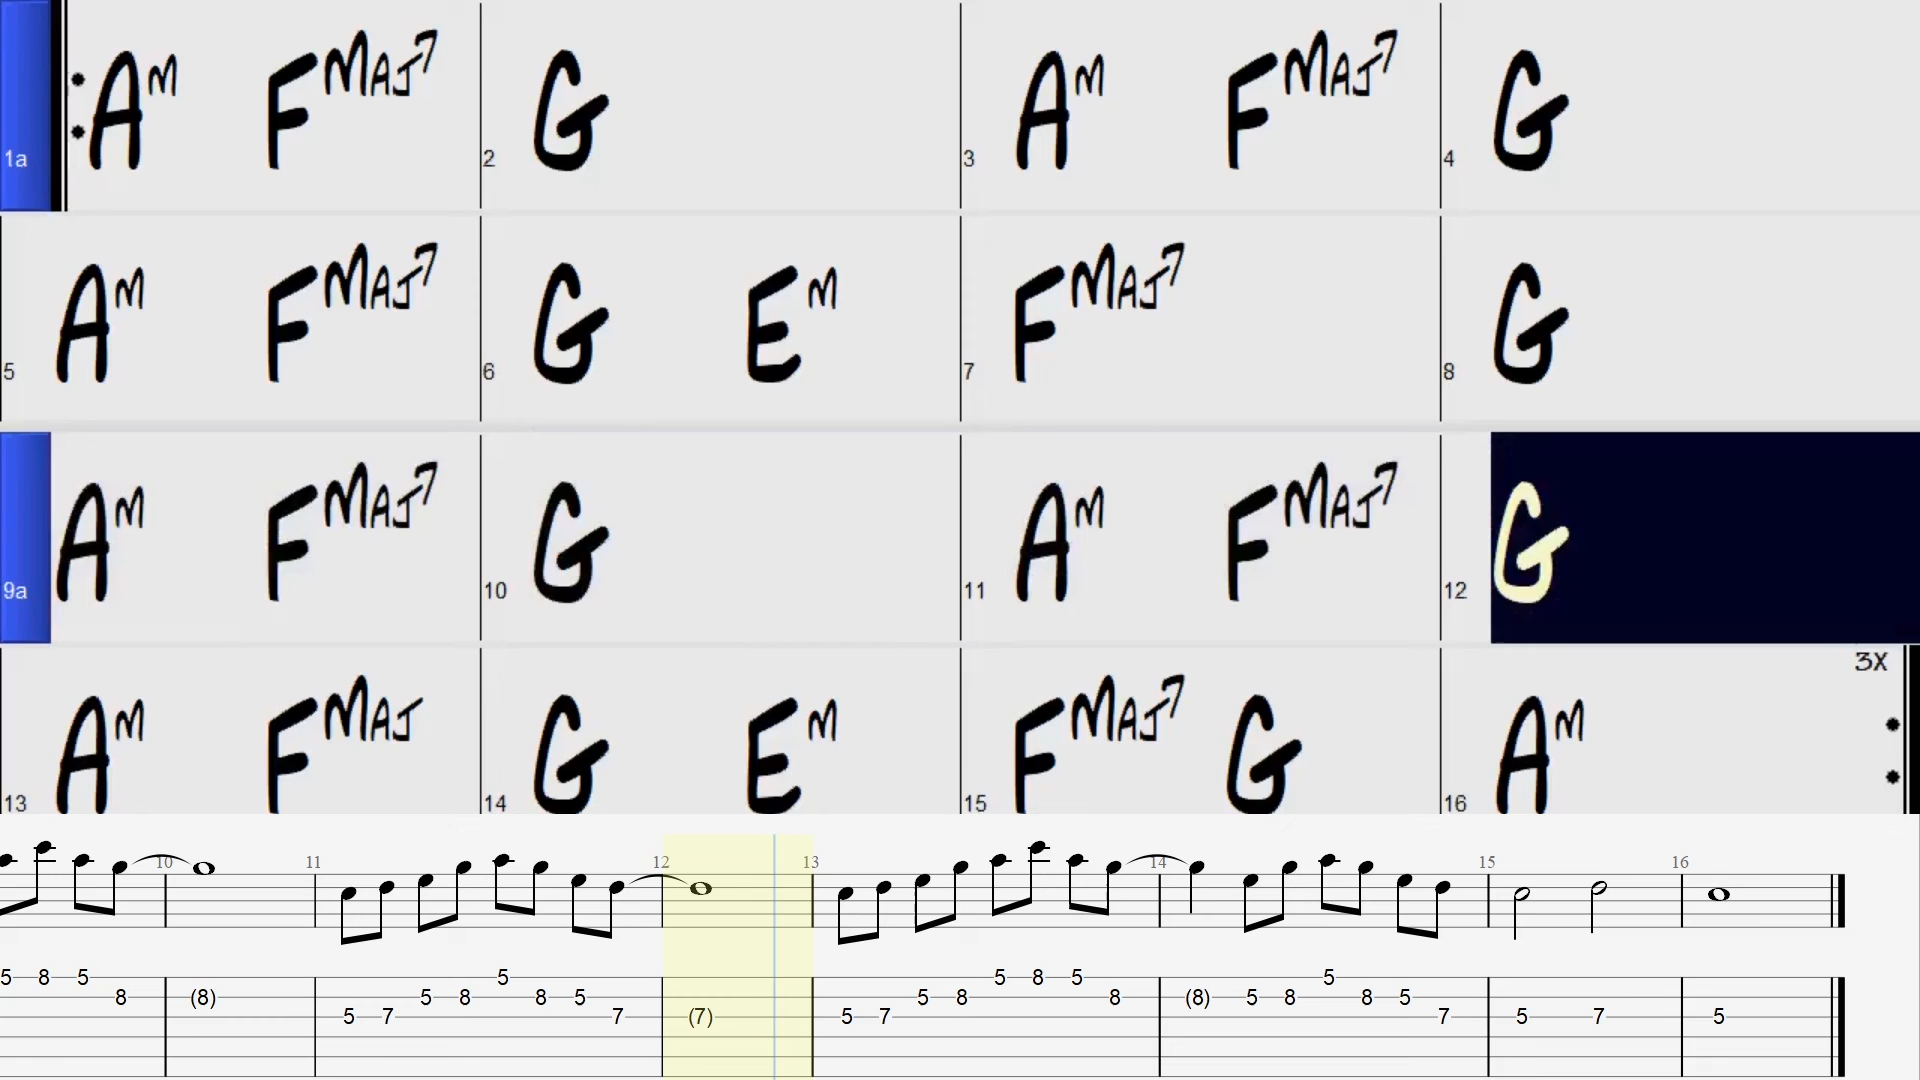 1a AM FMAJ7 2 G 3 AM FMAJ7 4 G
5 AM FMAJ7 6 G EM 7 FMAJ7 8 G
9a AM FMAJ7 10 G 11 AM FMAJ7 12 G
3X
13 AM FMAJ 14 G EM 15 FMAJ7 G 16 AM
10 11 12 13 14 15 16
5 8 5 5 5 8 5 5
8 (8) 5 8 8 5 5 8 8 (8) 5 8 8 5
5 7 7 (7) 5 7 7 5 7 5